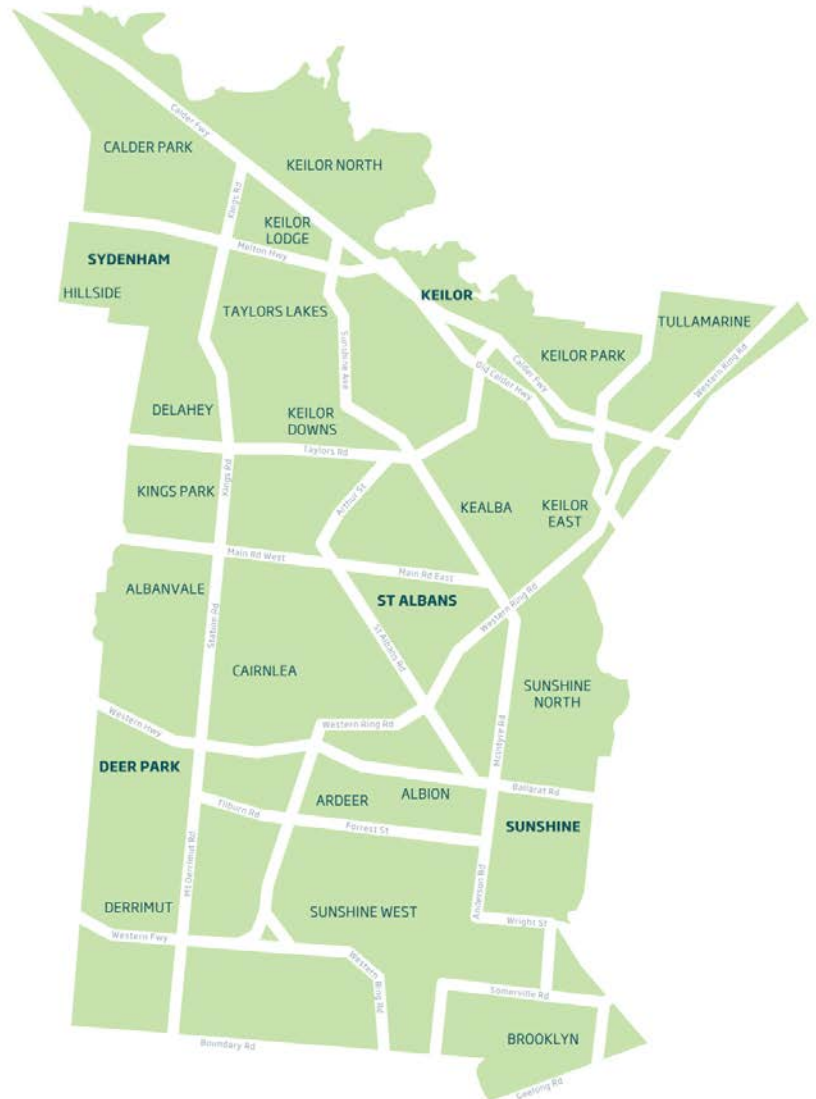 Calder Fwy
CALDER PARK
KEILOR NORTH
Kings Rd
KEILOR
LODGE
Melton Hwy
SYDENHAM
HILLSIDE
KEILOR
TAYLORS LAKES
TULLAMARINE
Sunshine Ave
KEILOR PARK
Calder Fwy
Old Calder Hwy
Western Ring Rd
DELAHEY
KEILOR
DOWNS
Taylors Rd
Kings Rd
KINGS PARK
Arthur St
KEALBA
KEILOR
EAST
Main Rd West
Main Rd East
ALBANVALE
ST ALBANS
Western Ring Rd
Station Rd
St Albans Rd
CAIRNLEA
SUNSHINE
NORTH
Western Hwy
Western Ring Rd
McIntyre Rd
DEER PARK
Ballarat Rd
ARDEER
ALBION
Tilburn Rd
Forrest St
SUNSHINE
Mt Derrimut Rd
Anderson Rd
DERRIMUT
SUNSHINE WEST
Wright St
Western Fwy
Western Ring Rd
Somerville Rd
Boundary Rd
BROOKLYN
Geelong Rd